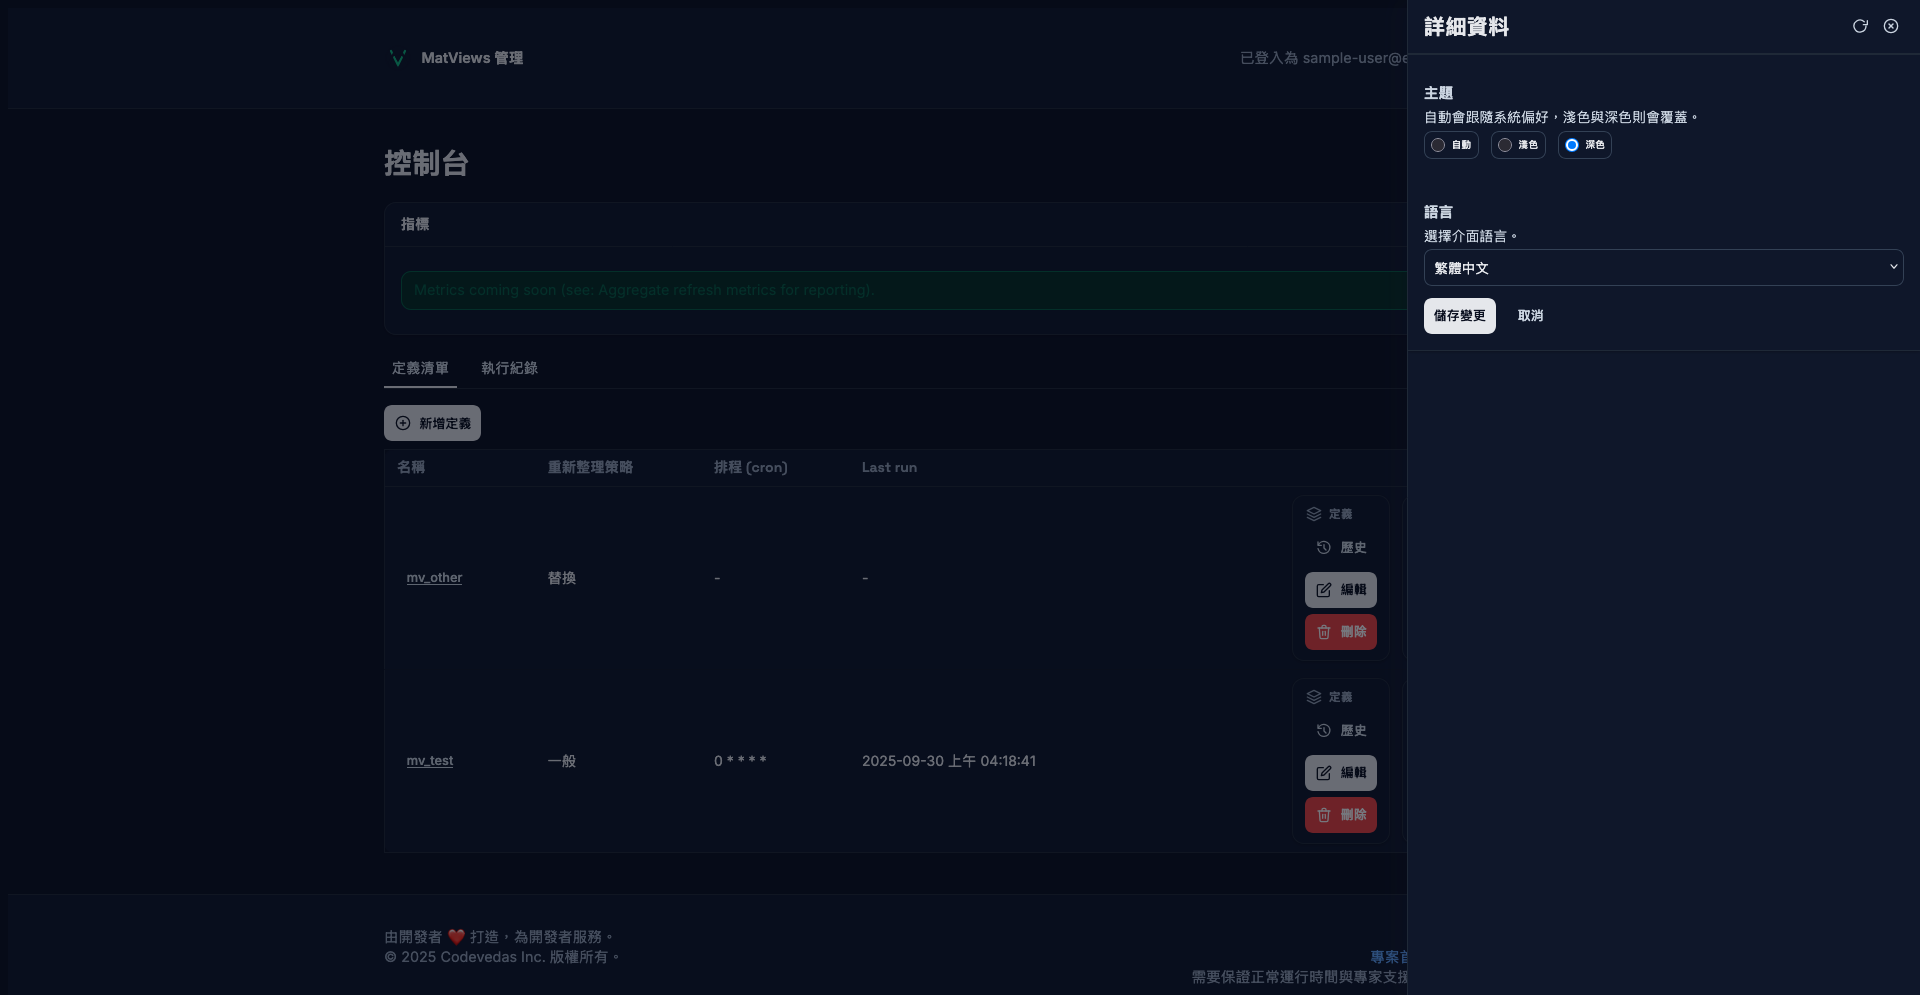 MatViews 管理
已登入為 sample-user@e
控制台
指標
Metrics coming soon (see: Aggregate refresh metrics for reporting).
定義清單
執行紀錄
新增定義
名稱 重新整理策略 排程 (cron) Last run
定義
歷史
mv_other 替換 - -
編輯
刪除
定義
歷史
mv_test 一般 0 * * * * 2025-09-30 上午 04:18:41
編輯
刪除
由開發者 ❤️ 打造，為開發者服務。
© 2025 Codevedas Inc. 版權所有。
專案首
需要保證正常運行時間與專家支援
詳細資料
主題
自動會跟隨系統偏好，淺色與深色則會覆蓋。
自動 淺色 深色
語言
選擇介面語言。
繁體中文
儲存變更 取消